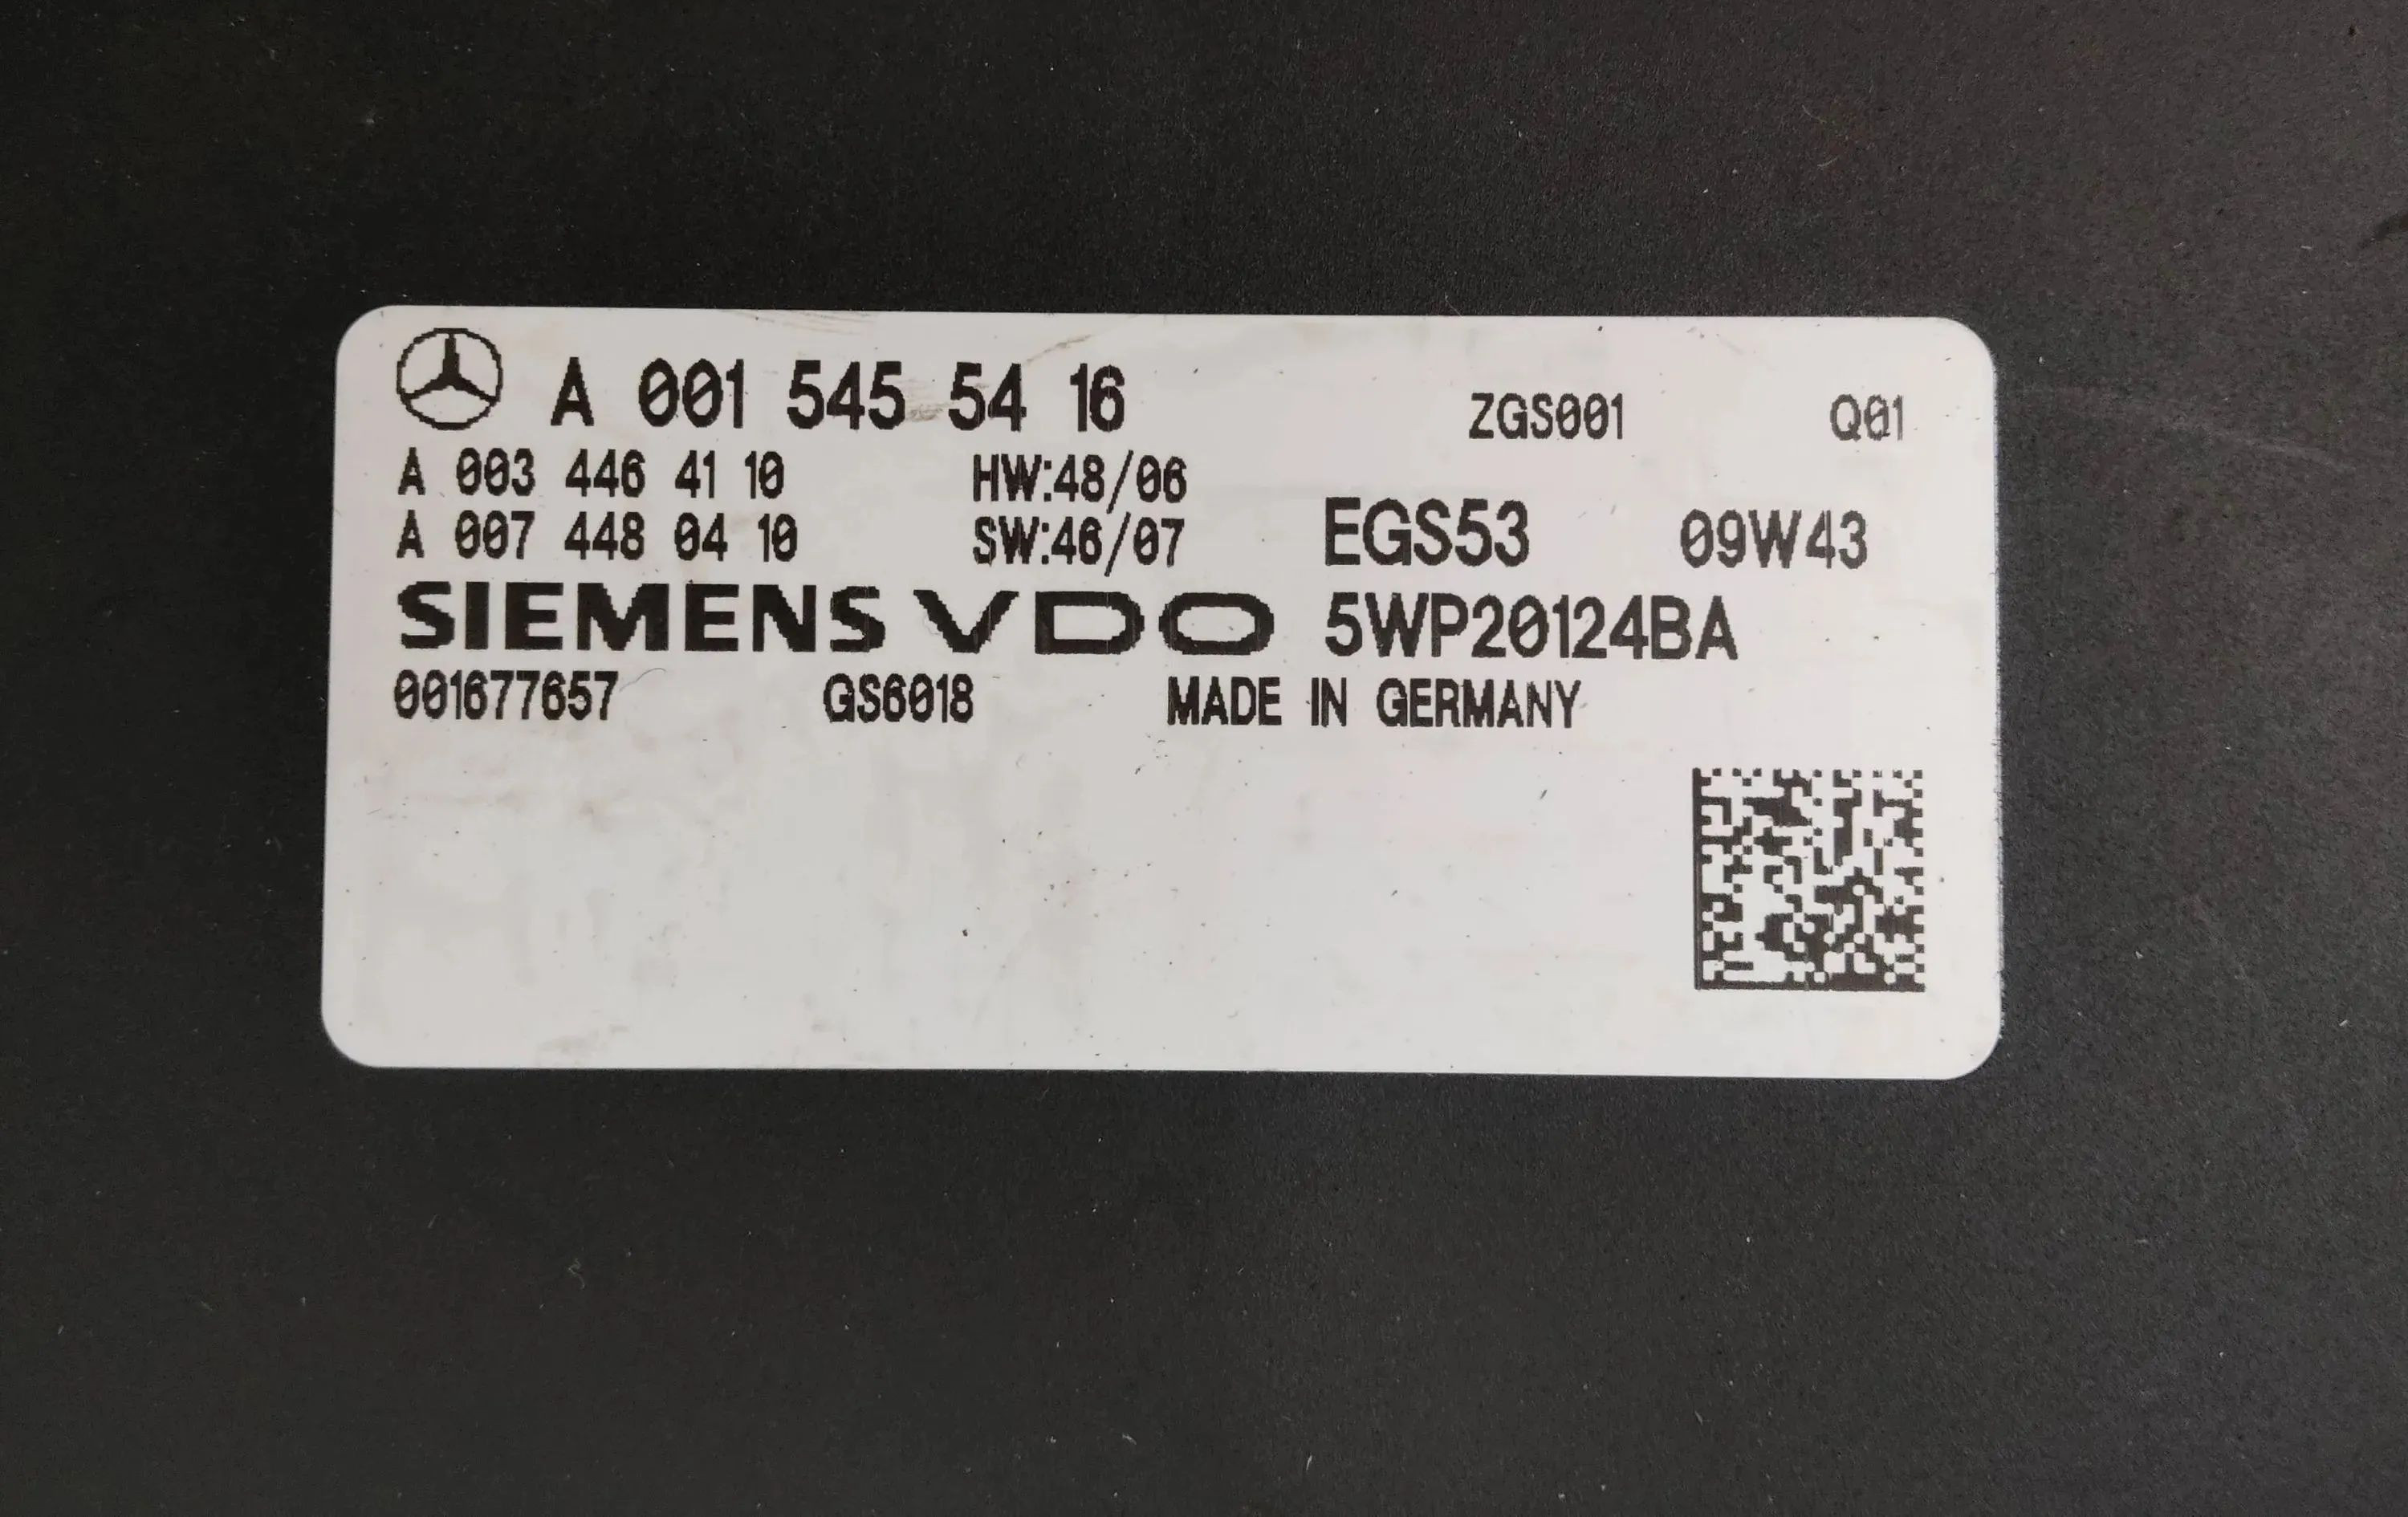 A 001 545 54 16 ZGS001 Q01
A 003 446 41 10 HW:48/06
A 007 448 04 10 SW:46/07 EGS53 09W43
SIEMENS VDO 5WP20124BA
001677657 GS6018 MADE IN GERMANY